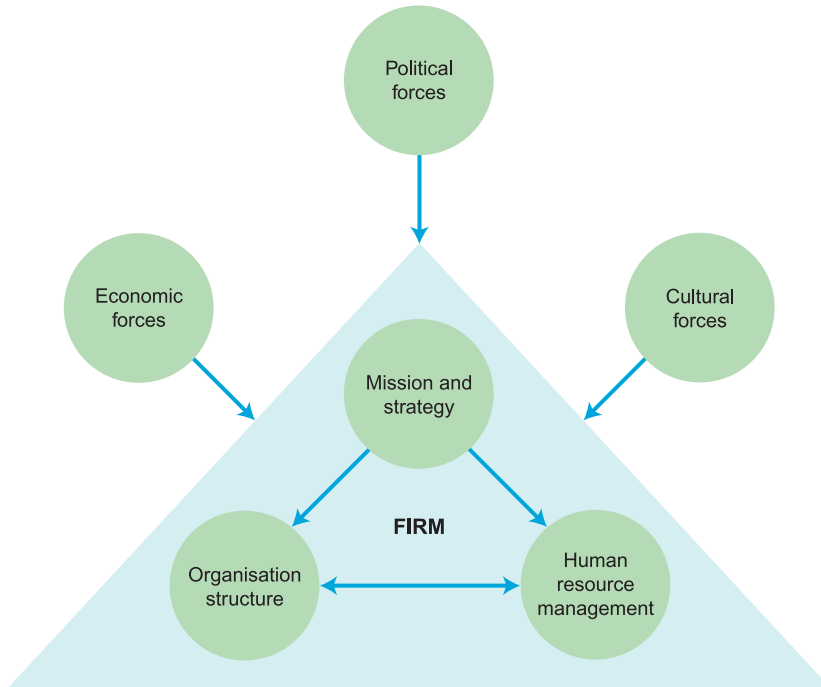 Political
forces
Economic
forces
Cultural
forces
Mission and
strategy
FIRM
Organisation
structure
Human
resource
management